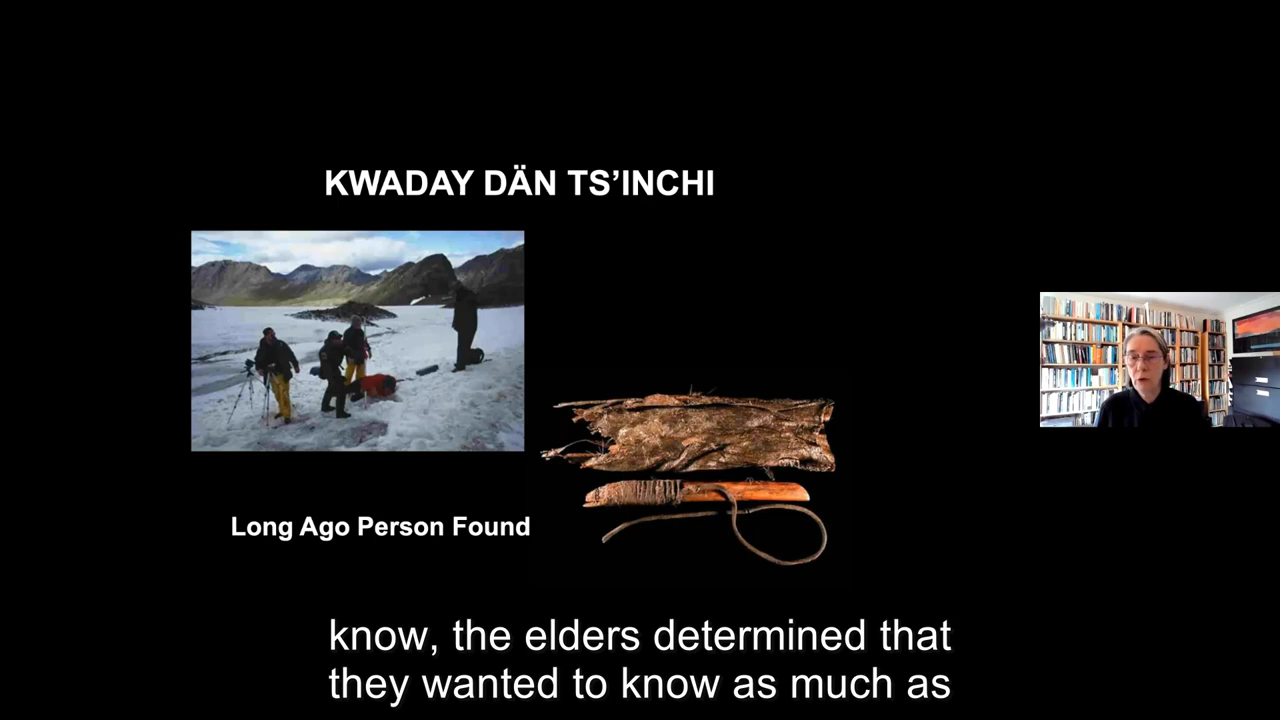 KWADAY DÄN TS’INCHI
Long Ago Person Found
know, the elders determined that
they wanted to know as much as